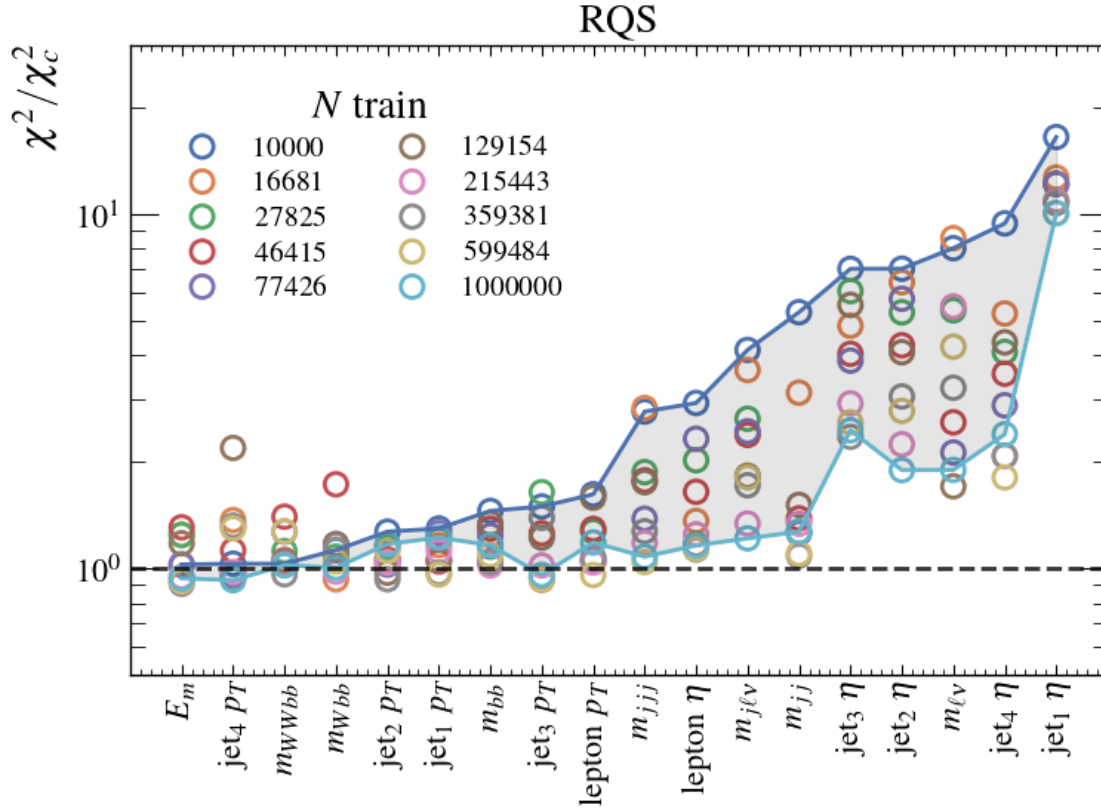 RQS
χ²/χ_c²
N train
10000 129154
16681 215443
27825 359381
46415 599484
77426 1000000
10¹ 
10⁰
E_m
jet₄ p_T
m_WWbb
m_Wbb
jet₂ p_T
jet₁ p_T
m_bb
jet₃ p_T
lepton p_T
m_jjj
lepton η
m_jℓν
m_jj
jet₃ η
jet₂ η
m_ℓν
jet₄ η
jet₁ η